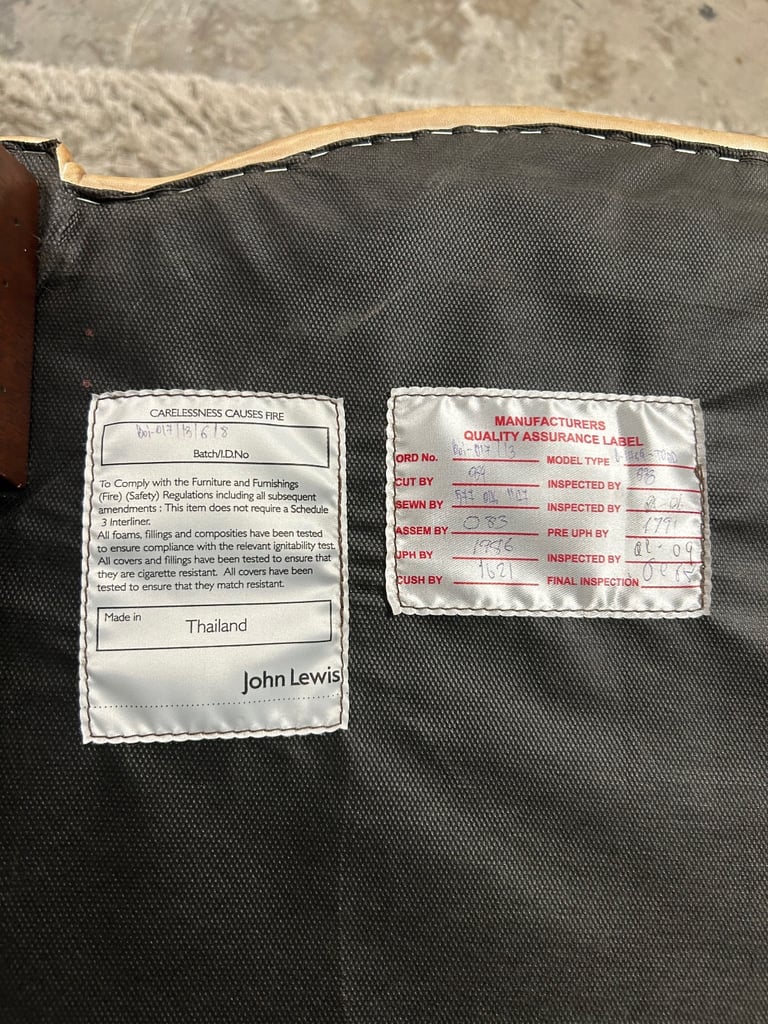 CARELESSNESS CAUSES FIRE
Batch/I.D.No
To Comply with the Furniture and Furnishings
(Fire) (Safety) Regulations including all subsequent
amendments : This item does not require a Schedule
3 Interliner.
All foams, fillings and composites have been tested
to ensure compliance with the relevant ignitability test.
All covers and fillings have been tested to ensure that
they are cigarette resistant. All covers have been
tested to ensure that they match resistant.
Made in
Thailand
John Lewis
MANUFACTURERS
QUALITY ASSURANCE LABEL
ORD No. MODEL TYPE
CUT BY INSPECTED BY
SEWN BY INSPECTED BY
ASSEM BY 083 PRE UPH BY 1791
UPH BY 1986 INSPECTED BY
CUSH BY 1621 FINAL INSPECTION